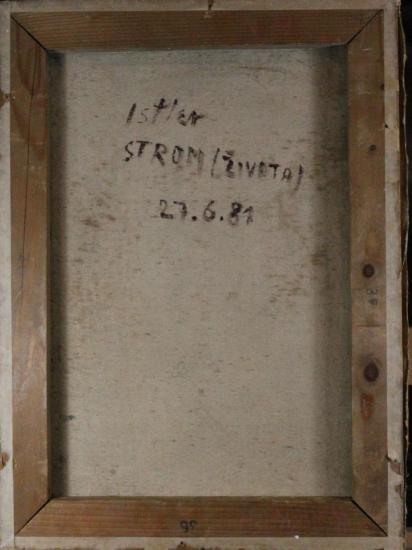 Istler
STROM (ŽIVOTA)
27.6.81